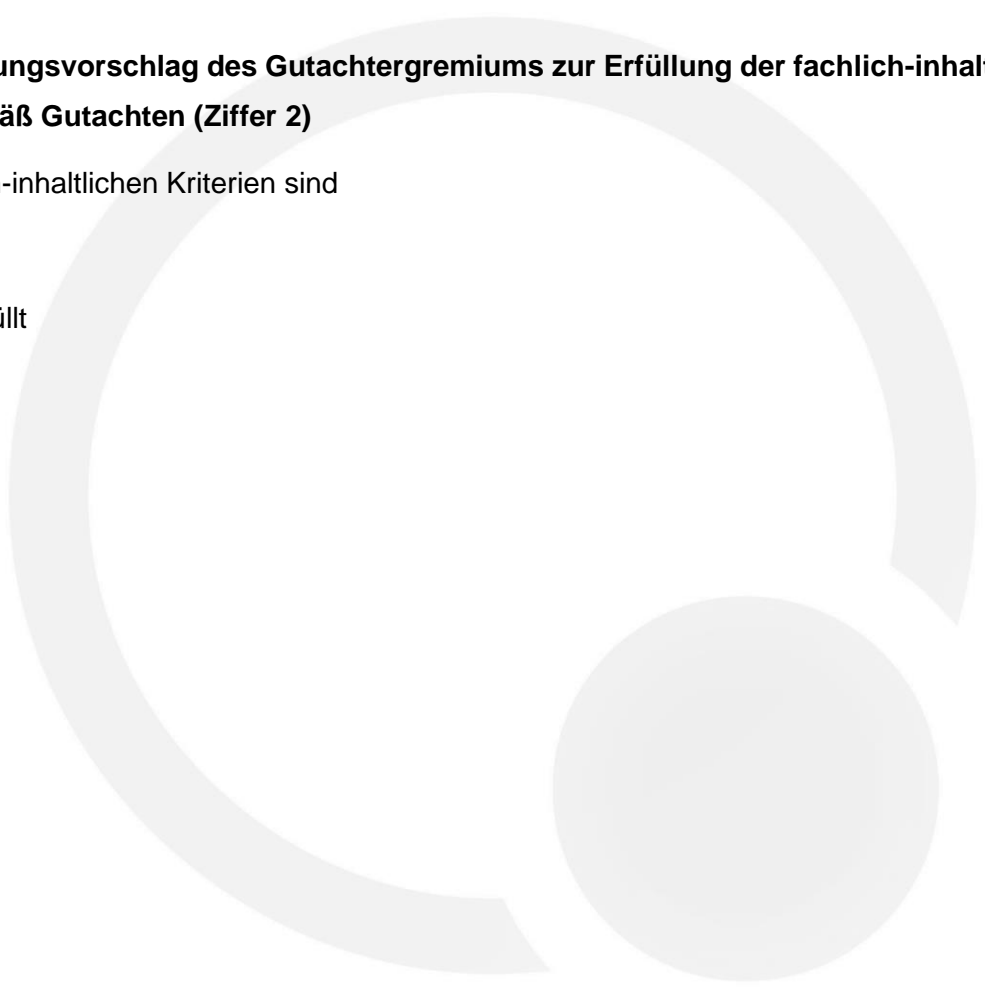 ungsvorschlag des Gutachtergremiums zur Erfüllung der fachlich-inhal
äß Gutachten (Ziffer 2)
-inhaltlichen Kriterien sind
üllt